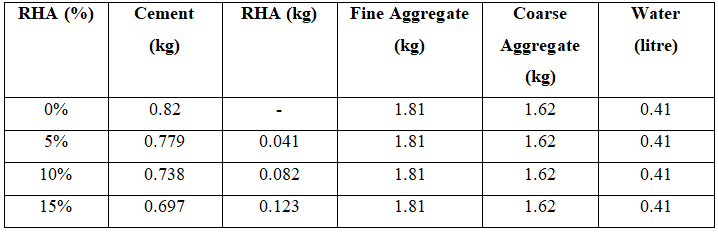 RHA (%) Cement (kg) RHA (kg) Fine Aggregate (kg) Coarse Aggregate (kg) Water (litre)
0% 0.82 - 1.81 1.62 0.41
5% 0.779 0.041 1.81 1.62 0.41
10% 0.738 0.082 1.81 1.62 0.41
15% 0.697 0.123 1.81 1.62 0.41